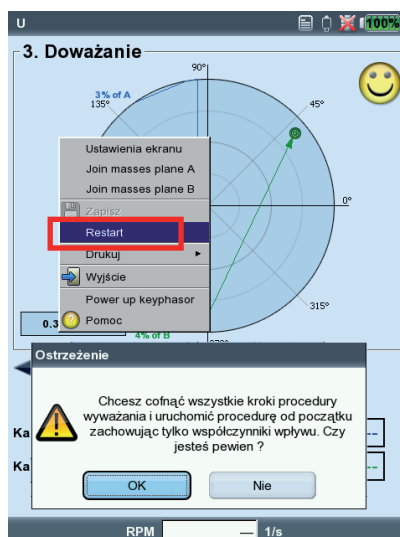 U
100%
3. Doważanie
90°
3% of A
135°
45°
Ustawienia ekranu
Join masses plane A
Join masses plane B
Zapisz
0°
Restart
Drukuj
Wyjście
Power up keyphasor
315°
0.3
Pomoc
4% of B
270°
Ostrzeżenie
Chcesz cofnąć wszystkie kroki procedury
wyważania i uruchomić procedurę od początku
zachowując tylko współczynniki wpływu. Czy
jesteś pewien ?
Ka
--
Ka
--
OK
Nie
RPM
—
1/s